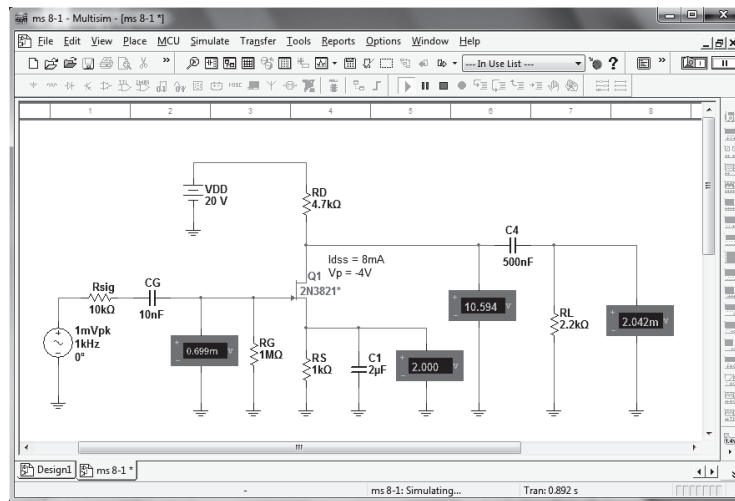 ms 8-1 - Multisim - [ms 8-1 *]
File Edit View Place MCU Simulate Transfer Tools Reports Options Window Help
--- In Use List ---
1 2 3 4 5 6 7 8
VDD
20 V
RD
4.7kΩ
C4
500nF
Idss = 8mA
Vp = -4V
Q1
2N3821*
Rsig
10kΩ
CG
10nF
1mVpk
1kHz
0°
0.699m V
RG
1MΩ
RS
1kΩ
C1
2µF
2.000 V
10.594 V
RL
2.2kΩ
2.042m V
Design1 ms 8-1 *
- ms 8-1: Simulating... Tran: 0.892 s